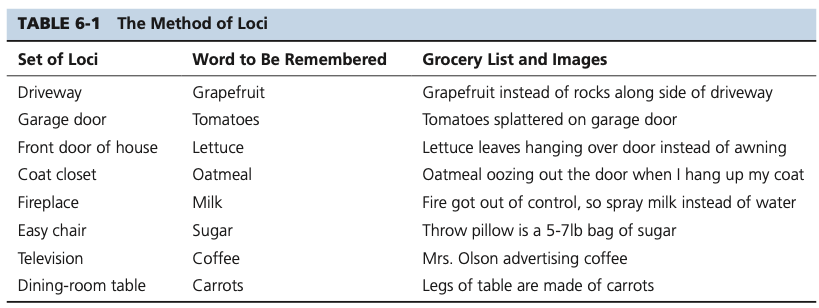 TABLE 6-1 The Method of Loci
Set of Loci Word to Be Remembered Grocery List and Images
Driveway Grapefruit Grapefruit instead of rocks along side of driveway
Garage door Tomatoes Tomatoes splattered on garage door
Front door of house Lettuce Lettuce leaves hanging over door instead of awning
Coat closet Oatmeal Oatmeal oozing out the door when I hang up my coat
Fireplace Milk Fire got out of control, so spray milk instead of water
Easy chair Sugar Throw pillow is a 5-7lb bag of sugar
Television Coffee Mrs. Olson advertising coffee
Dining-room table Carrots Legs of table are made of carrots